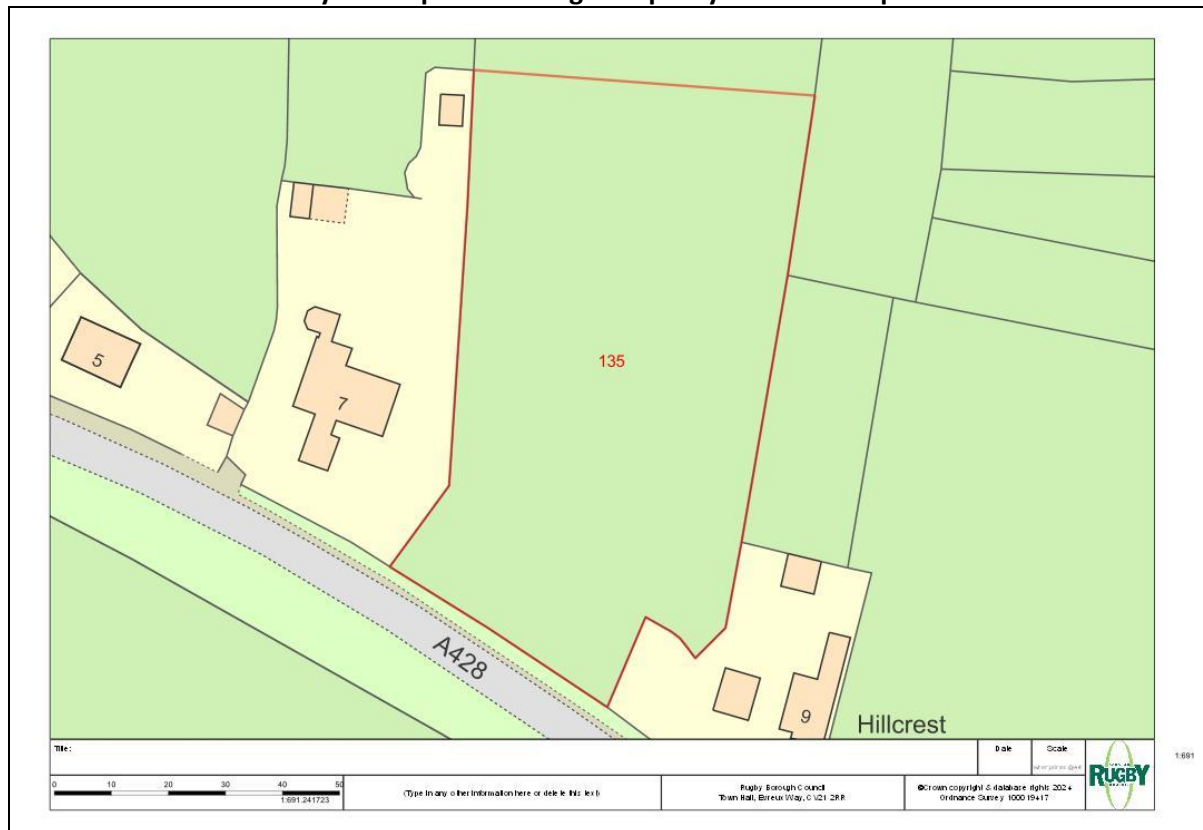 135
5
7
A428
9
Hillcrest
Title:
Date
Scale
1:691
0 10 20 30 40 50
1:691.241723
(Type in any other information here or delete this text)
Rugby Borough Council
Town Hall, Evreux Way, CV21 2RR
©Crown copyright & database rights 2024
Ordnance Survey 100019417
RUGBY